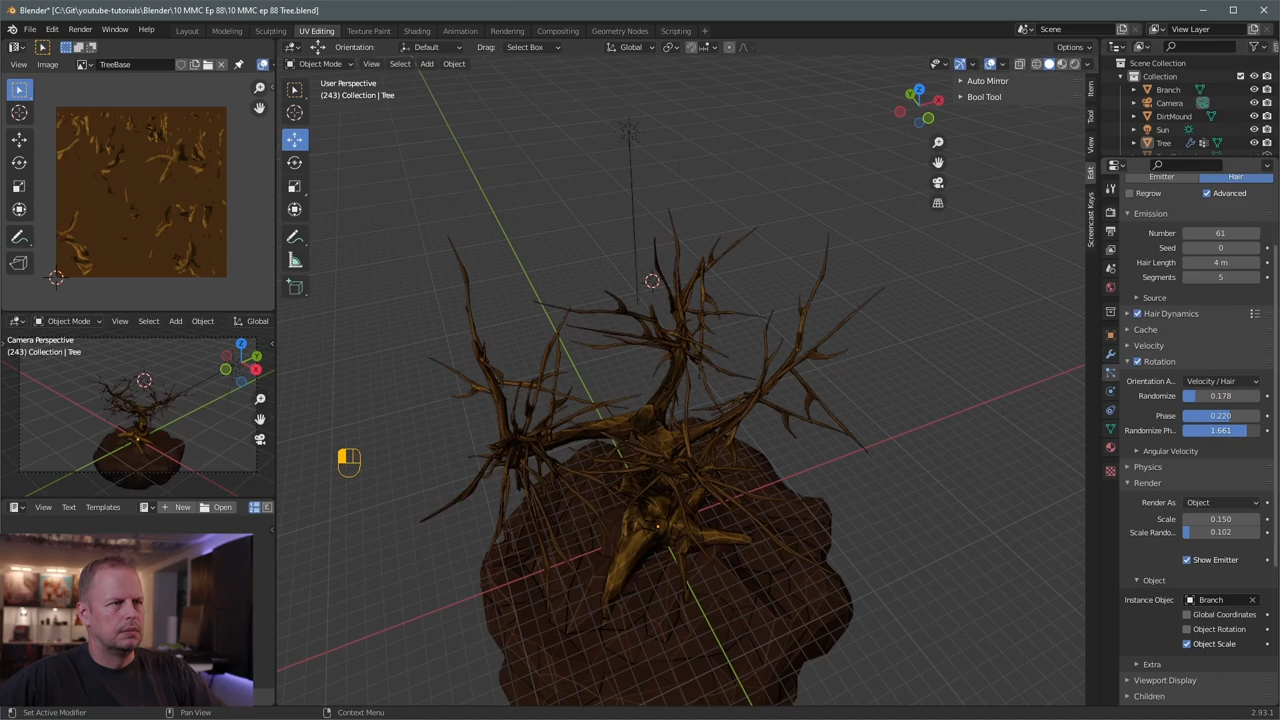 Blender* [C:\Git\youtube-tutorials\Blender\10 MMC Ep 88\10 MMC ep 88 Tree.blend]
File Edit Render Window Help Layout Modeling Sculpting UV Editing Texture Paint Shading Animation Rendering Compositing Geometry Nodes Scripting + Scene View Layer
Orientation: Default Drag: Select Box Global Options
View Image TreeBase Object Mode View Select Add Object
User Perspective
(243) Collection | Tree
Auto Mirror
Bool Tool
Item
Tool
View
Edit
Screencast Keys
Scene Collection
Collection
Branch
Camera
DirtMound
Sun
Tree
Emitter Hair
Regrow Advanced
Emission
Number 61
Seed 0
Hair Length 4 m
Segments 5
Source
Hair Dynamics
Cache
Velocity
Rotation
Orientation A... Velocity / Hair
Randomize 0.178
Phase 0.220
Randomize Ph... 1.661
Angular Velocity
Physics
Render
Render As Object
Scale 0.150
Scale Rando... 0.102
Show Emitter
Object
Instance Objec Branch
Global Coordinates
Object Rotation
Object Scale
Extra
Viewport Display
Children
Object Mode View Select Add Object Global
Camera Perspective
(243) Collection | Tree
View Text Templates + New Open
Set Active Modifier Pan View Context Menu 2.93.1